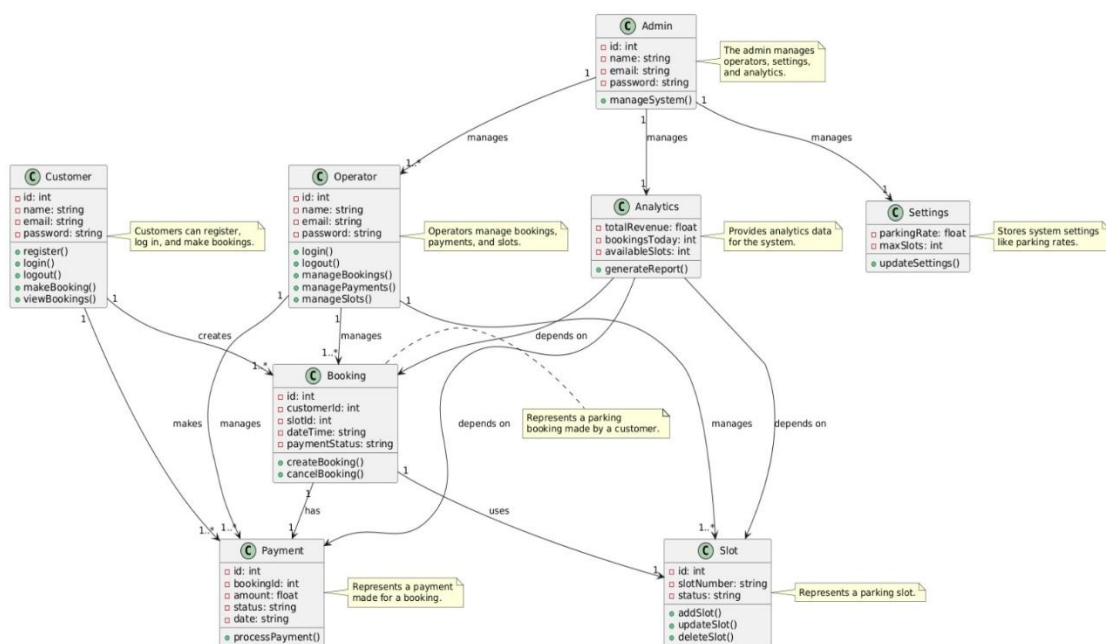 C Admin
id: int
name: string
email: string
password: string
manageSystem()
The admin manages
operators, settings,
and analytics.
1
1
1
manages
manages
manages
1..*
1
1
C Customer
id: int
name: string
email: string
password: string
register()
login()
logout()
makeBooking()
viewBookings()
Customers can register,
log in, and make bookings.
C Operator
id: int
name: string
email: string
password: string
login()
logout()
manageBookings()
managePayments()
manageSlots()
Operators manage bookings,
payments, and slots.
C Analytics
totalRevenue: float
bookingsToday: int
availableSlots: int
generateReport()
Provides analytics data
for the system.
C Settings
parkingRate: float
maxSlots: int
updateSettings()
Stores system settings
like parking rates.
1
1
1
1
1
creates
manages
depends on
1..*
1..*
C Booking
id: int
customerId: int
slotId: int
dateTime: string
paymentStatus: string
createBooking()
cancelBooking()
Represents a parking
booking made by a customer.
makes
manages
depends on
manages
depends on
1
1
has
uses
1..*
1..*
1
1..*
1
C Payment
id: int
bookingId: int
amount: float
status: string
date: string
processPayment()
Represents a payment
made for a booking.
C Slot
id: int
slotNumber: string
status: string
addSlot()
updateSlot()
deleteSlot()
Represents a parking slot.